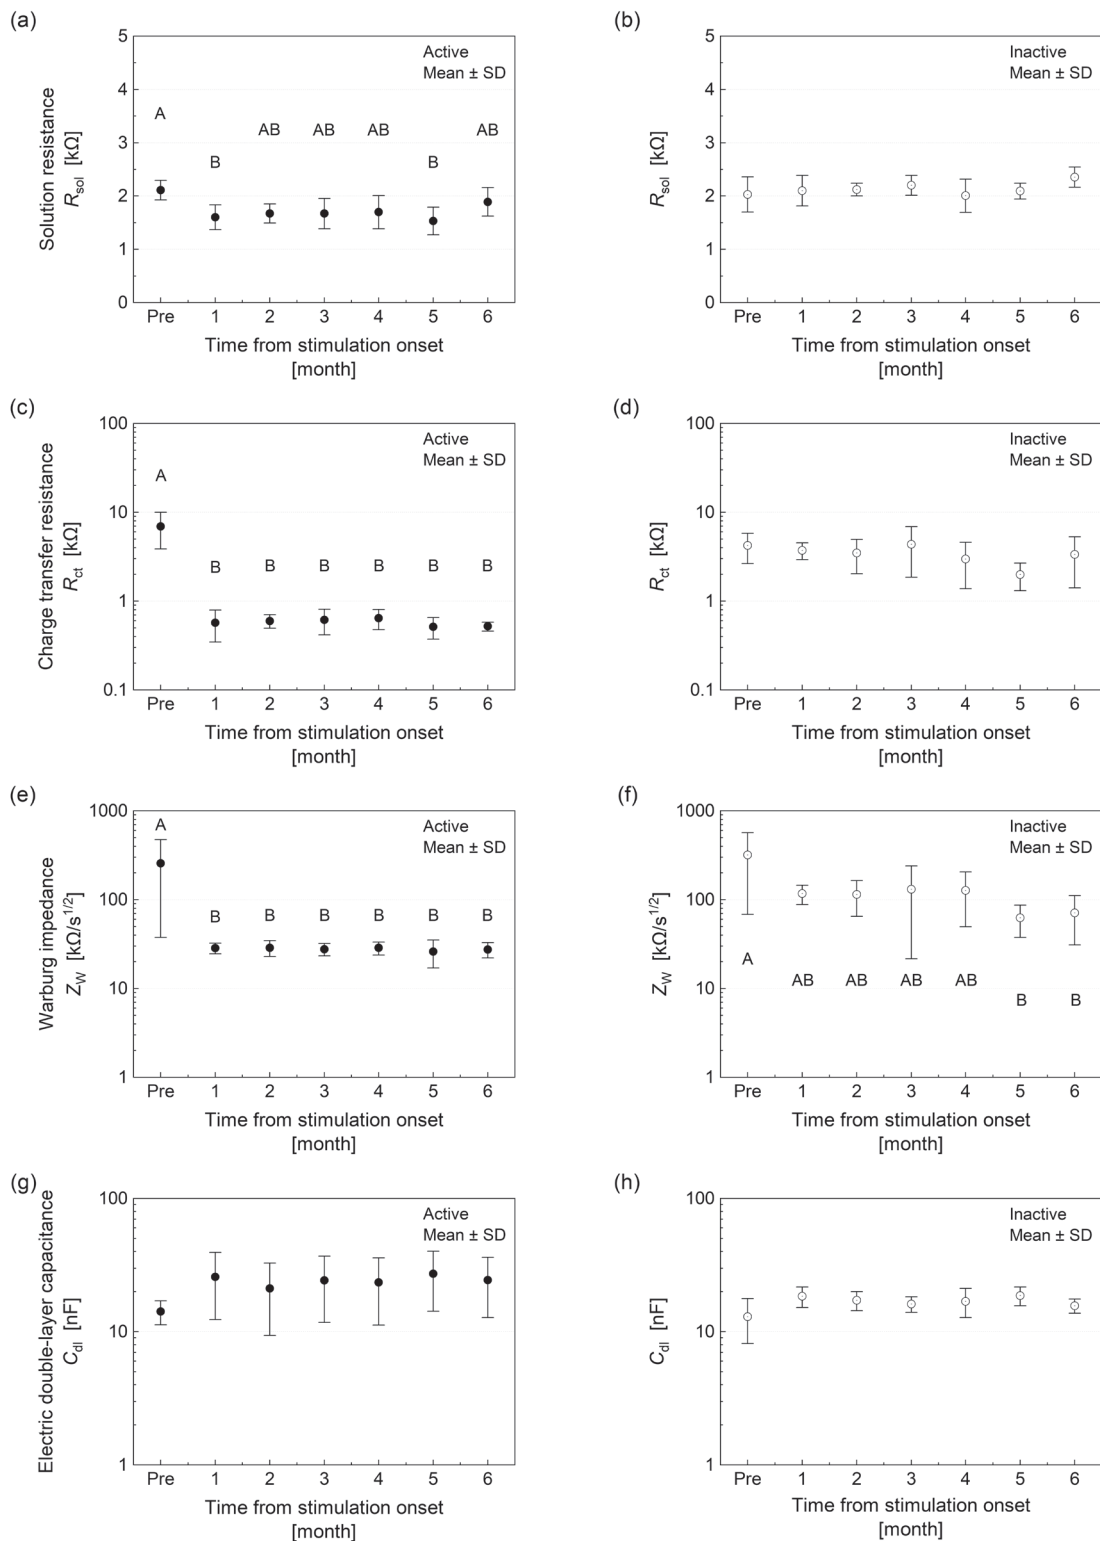 (a)
Solution resistance
R_sol [kΩ]
5
4
3
2
1
0
Active
Mean ± SD
A
B
AB
AB
AB
B
AB
Pre 1 2 3 4 5 6
Time from stimulation onset
[month]
(b)
R_sol [kΩ]
5
4
3
2
1
0
Inactive
Mean ± SD
Pre 1 2 3 4 5 6
Time from stimulation onset
[month]
(c)
Charge transfer resistance
R_ct [kΩ]
100
10
1
0.1
Active
Mean ± SD
A
B B B B B B
Pre 1 2 3 4 5 6
Time from stimulation onset
[month]
(d)
R_ct [kΩ]
100
10
1
0.1
Inactive
Mean ± SD
Pre 1 2 3 4 5 6
Time from stimulation onset
[month]
(e)
Warburg impedance
Z_W [kΩ/s^1/2]
1000
100
10
1
Active
Mean ± SD
A
B B B B B B
Pre 1 2 3 4 5 6
Time from stimulation onset
[month]
(f)
Z_W [kΩ/s^1/2]
1000
100
10
1
Inactive
Mean ± SD
A
AB AB AB AB
B B
Pre 1 2 3 4 5 6
Time from stimulation onset
[month]
(g)
Electric double-layer capacitance
C_dl [nF]
100
10
1
Active
Mean ± SD
Pre 1 2 3 4 5 6
Time from stimulation onset
[month]
(h)
C_dl [nF]
100
10
1
Inactive
Mean ± SD
Pre 1 2 3 4 5 6
Time from stimulation onset
[month]